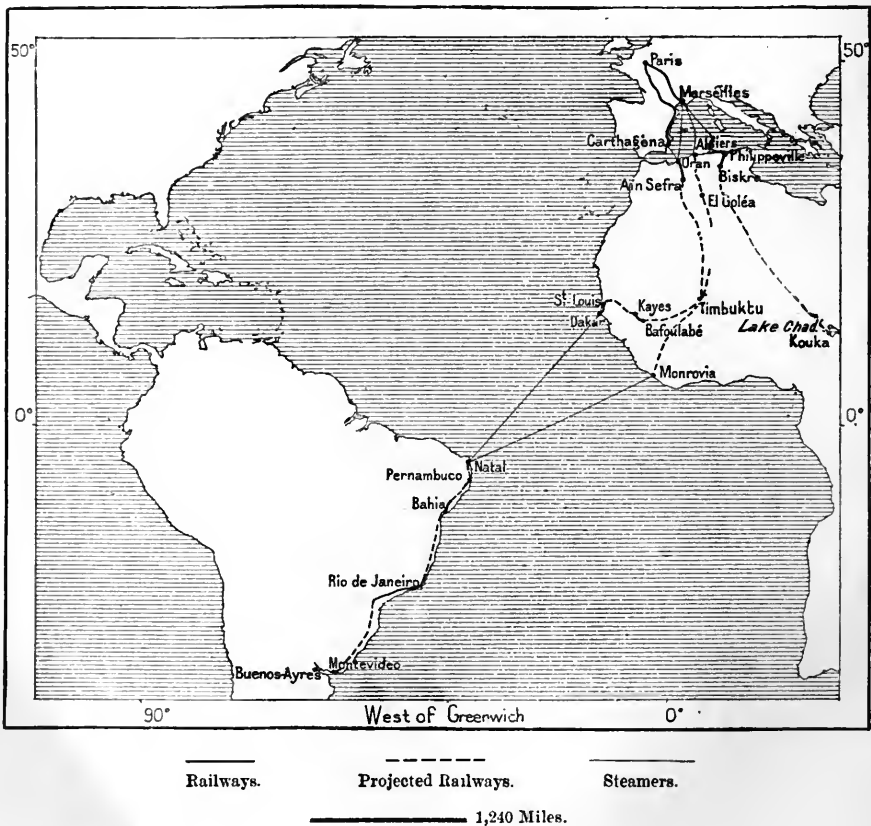 50°
50°
Paris
Marseilles
Carthagena
Algiers
Philippeville
Oran
Biskra
Aïn Sefra
El Goléa
St. Louis
Kayes
Timbuktu
Dakar
Bafoulabé
Lake Chad
Kouka
Monrovia
0°
0°
Natal
Pernambuco
Bahia
Rio de Janeiro
Montevideo
Buenos-Ayres
90°
West of Greenwich
0°
Railways.
Projected Railways.
Steamers.
1,240 Miles.